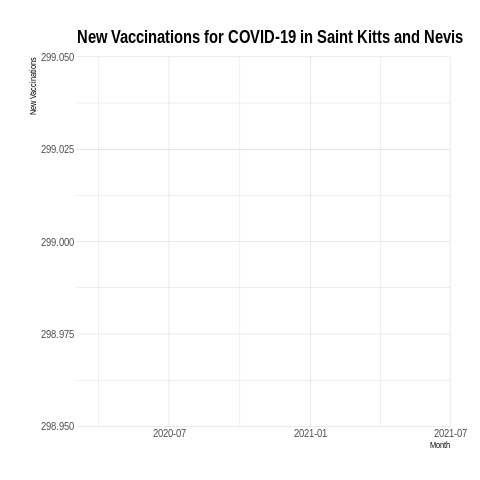 New Vaccinations for COVID-19 in Saint Kitts and Nevis
New Vaccinations
299.050
299.025
299.000
298.975
298.950
2020-07 2021-01 2021-07
Month